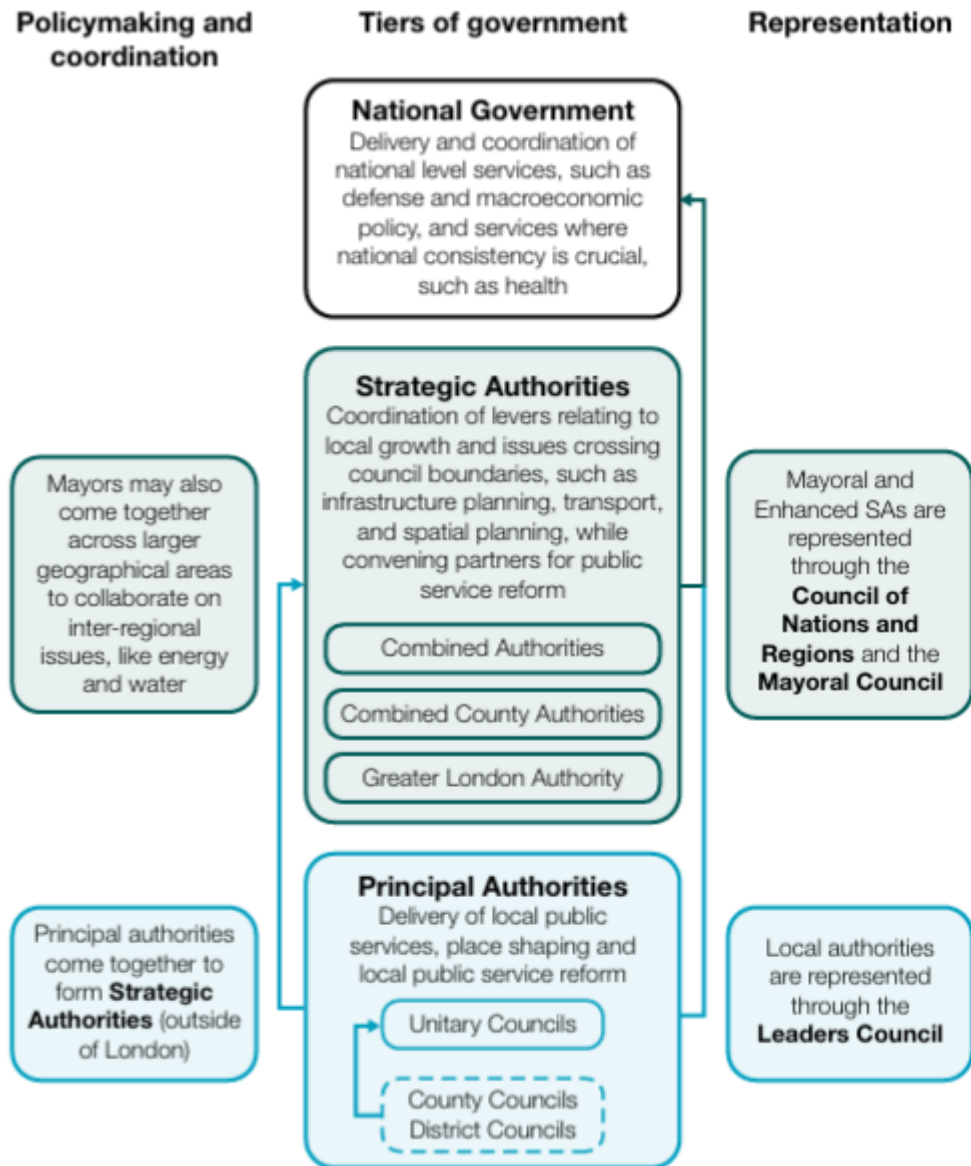 Policymaking and
coordination
Tiers of government
Representation
National Government
Delivery and coordination of
national level services, such as
defense and macroeconomic
policy, and services where
national consistency is crucial,
such as health
Strategic Authorities
Coordination of levers relating to
local growth and issues crossing
council boundaries, such as
infrastructure planning, transport,
and spatial planning, while
convening partners for public
service reform
Combined Authorities
Combined County Authorities
Greater London Authority
Mayors may also
come together
across larger
geographical areas
to collaborate on
inter-regional
issues, like energy
and water
Mayoral and
Enhanced SAs are
represented
through the
Council of
Nations and
Regions and the
Mayoral Council
Principal Authorities
Delivery of local public
services, place shaping and
local public service reform
Unitary Councils
County Councils
District Councils
Principal authorities
come together to
form Strategic
Authorities (outside
of London)
Local authorities
are represented
through the
Leaders Council